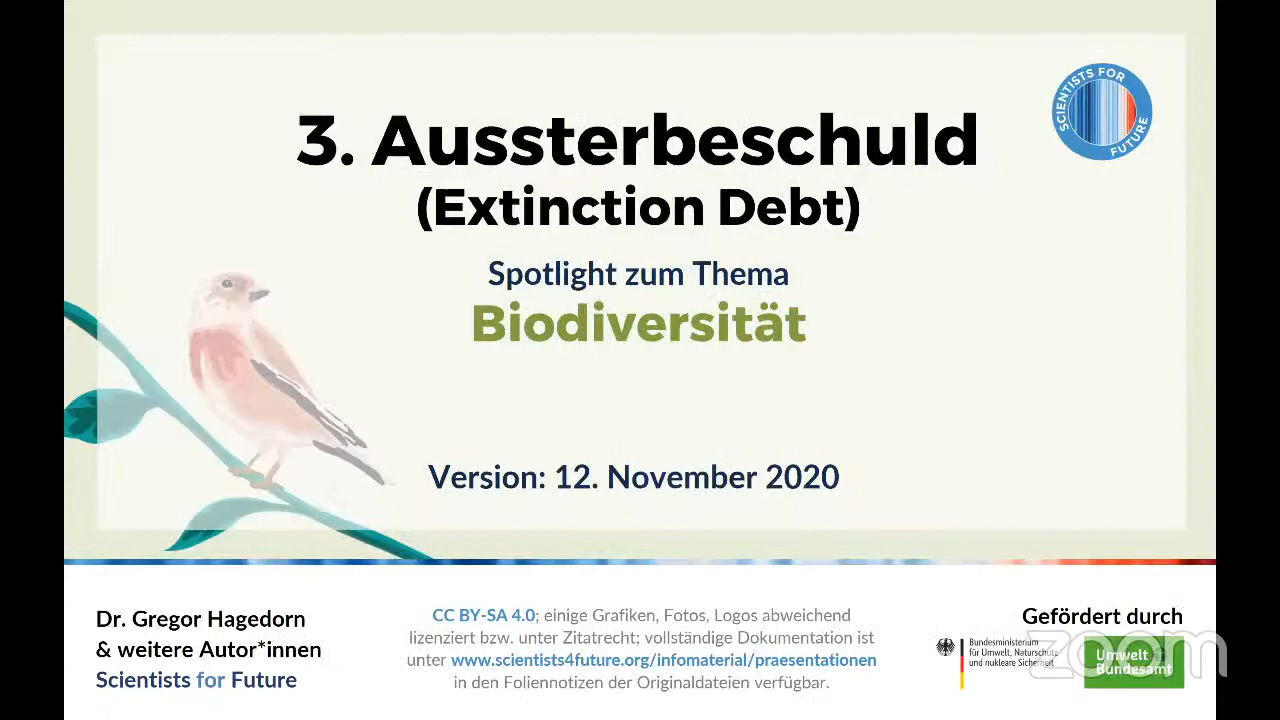 SCIENTISTS FOR FUTURE
3. Aussterbeschuld
(Extinction Debt)
Spotlight zum Thema
Biodiversität
Version: 12. November 2020
Dr. Gregor Hagedorn
& weitere Autor*innen
Scientists for Future
CC BY-SA 4.0; einige Grafiken, Fotos, Logos abweichend
lizenziert bzw. unter Zitatrecht; vollständige Dokumentation ist
unter www.scientists4future.org/infomaterial/praesentationen
in den Foliennotizen der Originaldateien verfügbar.
Gefördert durch
Bundesministerium
für Umwelt, Naturschutz
und nukleare Sicherheit
Umwelt
Bundesamt
zoom